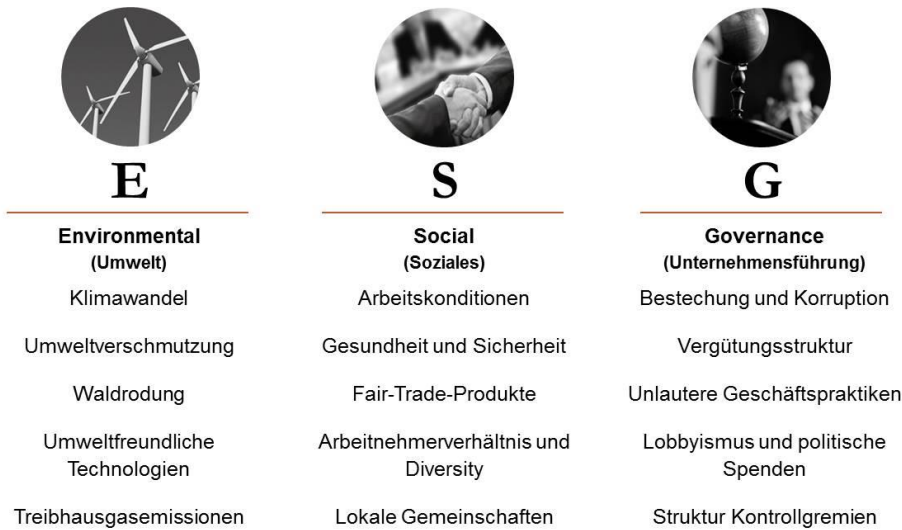 E
Environmental
(Umwelt)
Klimawandel
Umweltverschmutzung
Waldrodung
Umweltfreundliche
Technologien
Treibhausgasemissionen
S
Social
(Soziales)
Arbeitskonditionen
Gesundheit und Sicherheit
Fair-Trade-Produkte
Arbeitnehmerverhältnis und
Diversity
Lokale Gemeinschaften
G
Governance
(Unternehmensführung)
Bestechung und Korruption
Vergütungsstruktur
Unlautere Geschäftspraktiken
Lobbyismus und politische
Spenden
Struktur Kontrollgremien